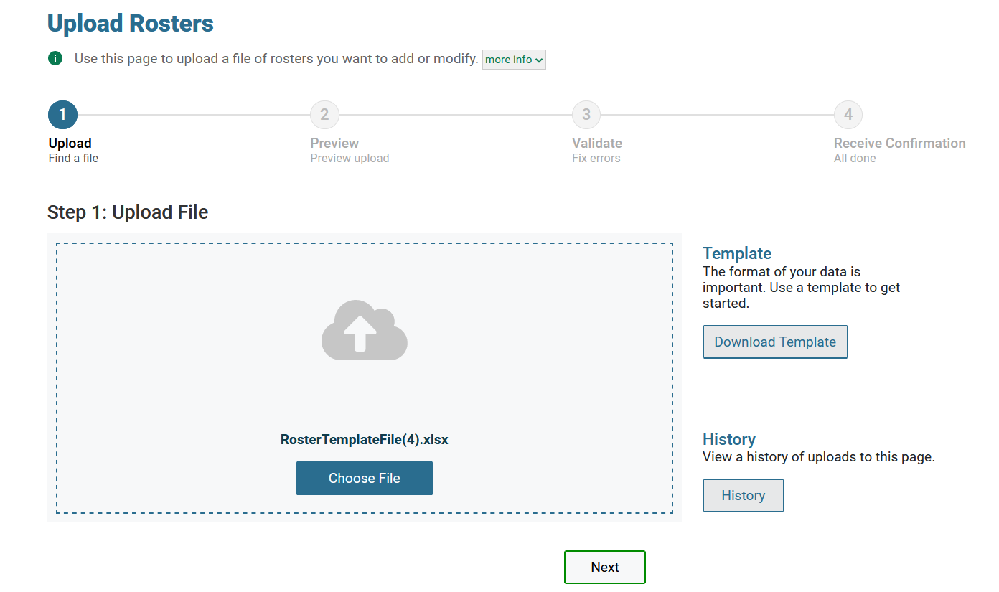 Upload Rosters
Use this page to upload a file of rosters you want to add or modify. more info
1
2
3
4
Upload
Preview
Validate
Receive Confirmation
Find a file
Preview upload
Fix errors
All done
Step 1: Upload File
Template
The format of your data is
important. Use a template to get
started.
Download Template
RosterTemplateFile(4).xlsx
Choose File
History
View a history of uploads to this page.
History
Next